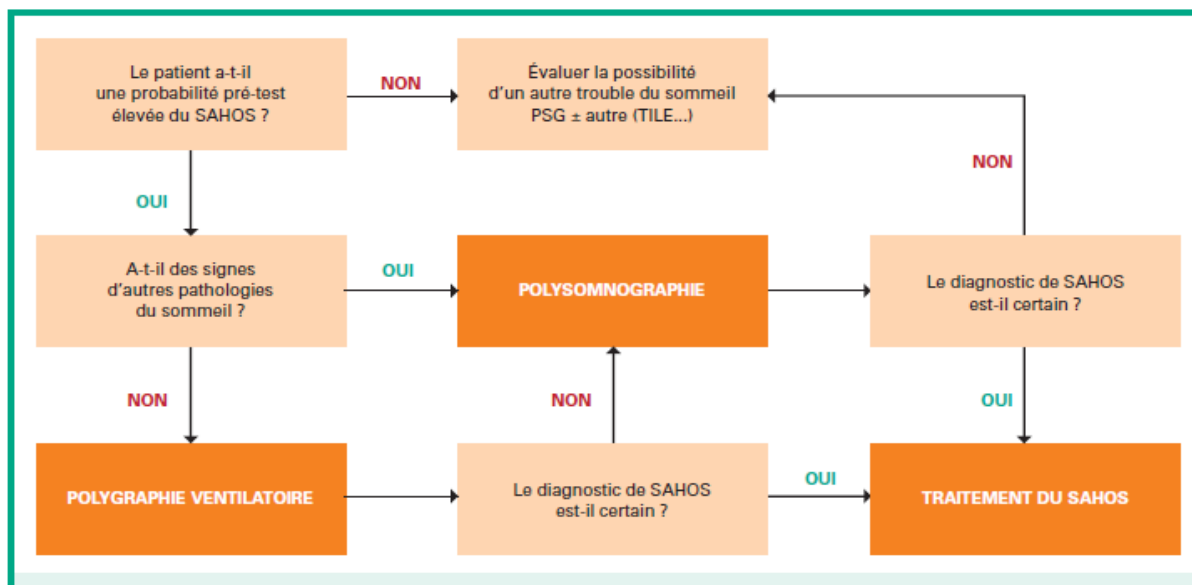 Le patient a-t-il
une probabilité pré-test
élevée du SAHOS ?
NON
Évaluer la possibilité
d'un autre trouble du sommeil
PSG ± autre (TILE...)
OUI
NON
A-t-il des signes
d'autres pathologies
du sommeil ?
OUI
POLYSOMNOGRAPHIE
Le diagnostic de SAHOS
est-il certain ?
NON
NON
OUI
POLYGRAPHIE VENTILATOIRE
Le diagnostic de SAHOS
est-il certain ?
OUI
TRAITEMENT DU SAHOS